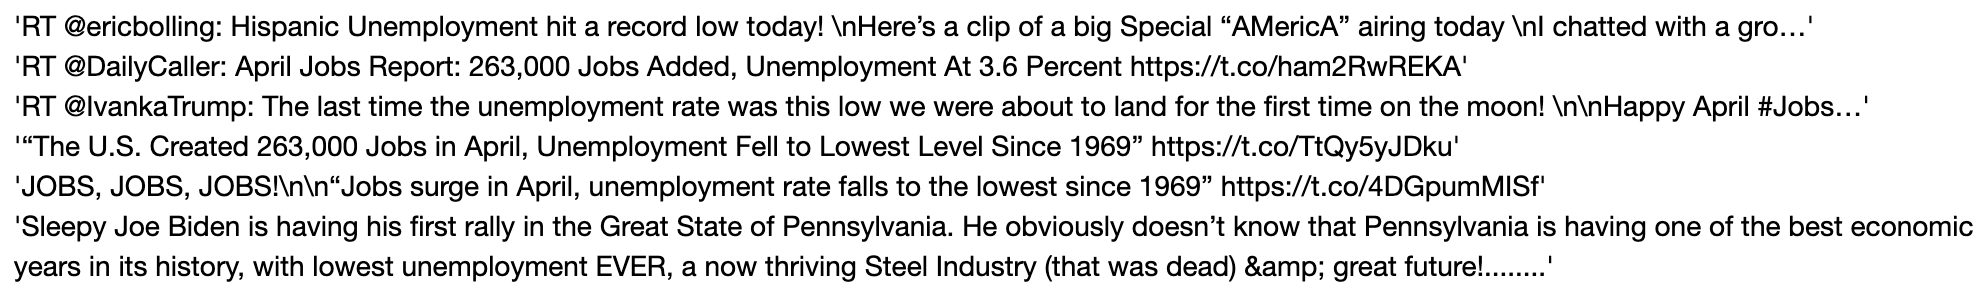 'RT @ericbolling: Hispanic Unemployment hit a record low today! \nHere’s a clip of a big Special “AMericA” airing today \nI chatted with a gro…'
'RT @DailyCaller: April Jobs Report: 263,000 Jobs Added, Unemployment At 3.6 Percent https://t.co/ham2RwREKA'
'RT @IvankaTrump: The last time the unemployment rate was this low we were about to land for the first time on the moon! \n\nHappy April #Jobs…'
'“The U.S. Created 263,000 Jobs in April, Unemployment Fell to Lowest Level Since 1969” https://t.co/TtQy5yJDku'
'JOBS, JOBS, JOBS!\n\n“Jobs surge in April, unemployment rate falls to the lowest since 1969” https://t.co/4DGpumMISf'
'Sleepy Joe Biden is having his first rally in the Great State of Pennsylvania. He obviously doesn’t know that Pennsylvania is having one of the best economic
years in its history, with lowest unemployment EVER, a now thriving Steel Industry (that was dead) &amp; great future!........'